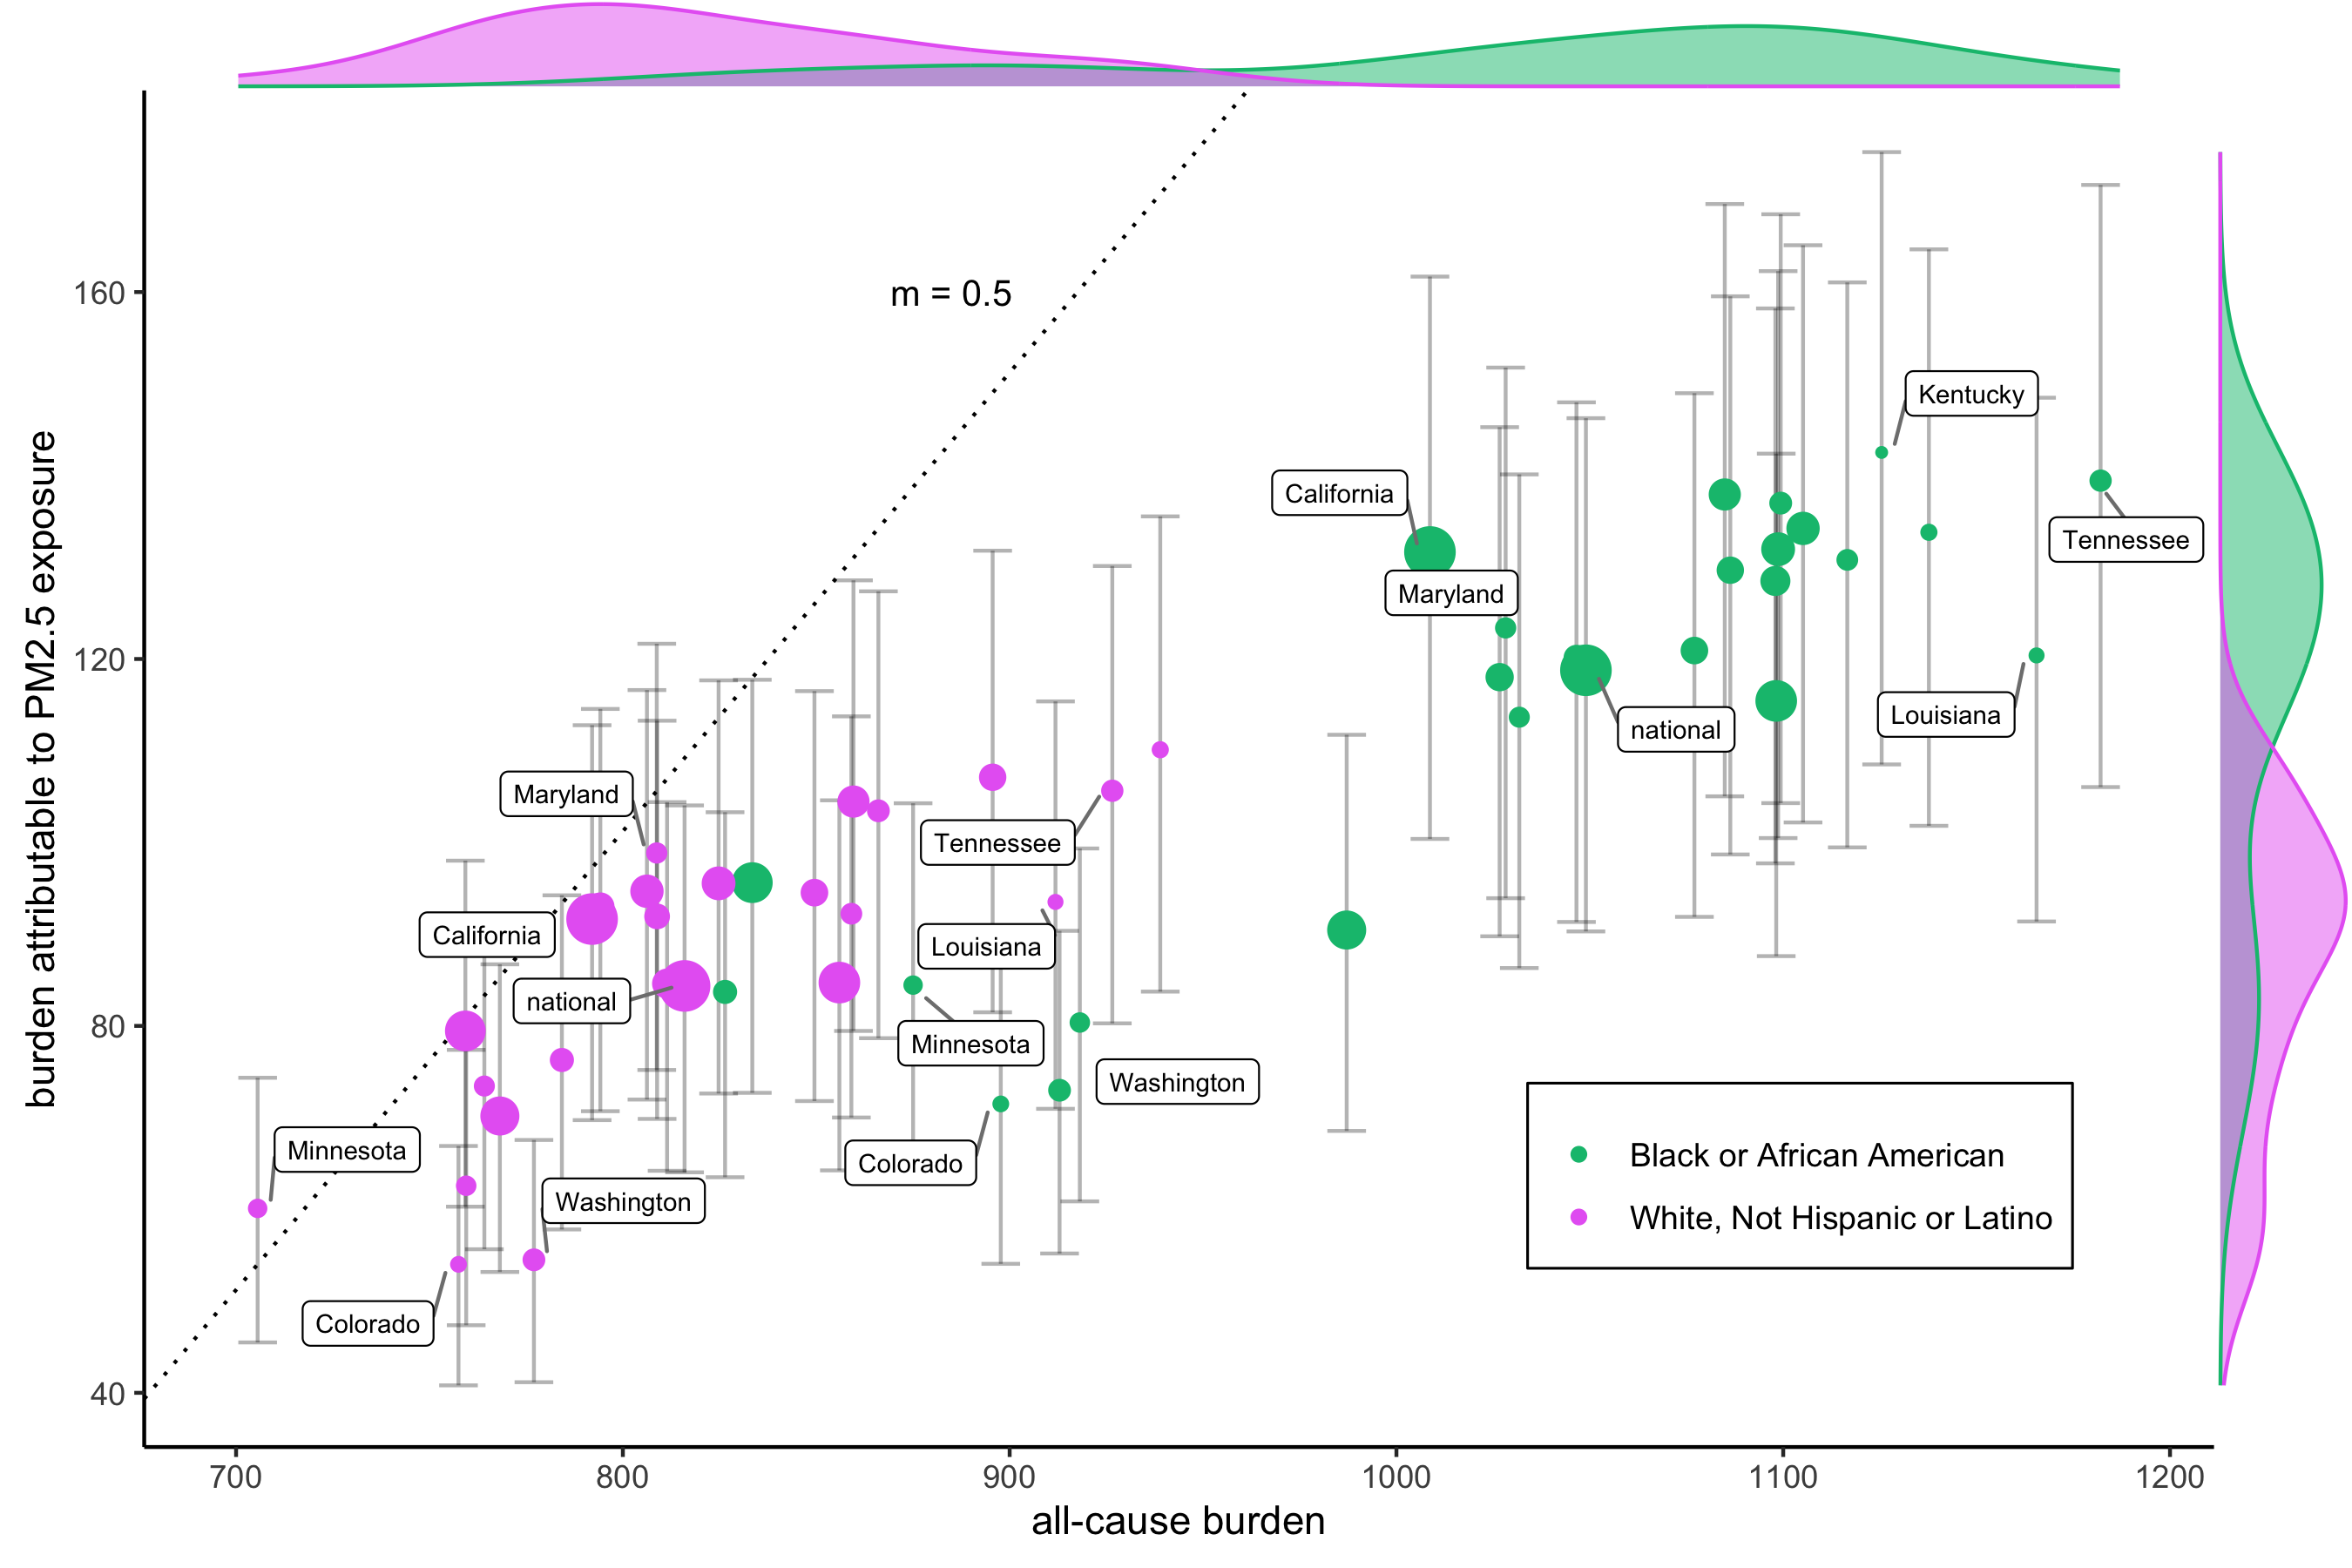 m = 0.5
160
Kentucky
California
Tennessee
Maryland
120
Louisiana
national
Maryland
Tennessee
California
Louisiana
national
80
Minnesota
Washington
Minnesota
Black or African American
Colorado
Washington
White, Not Hispanic or Latino
Colorado
40
burden attributable to PM2.5 exposure
700
800
900
1000
1100
1200
all-cause burden